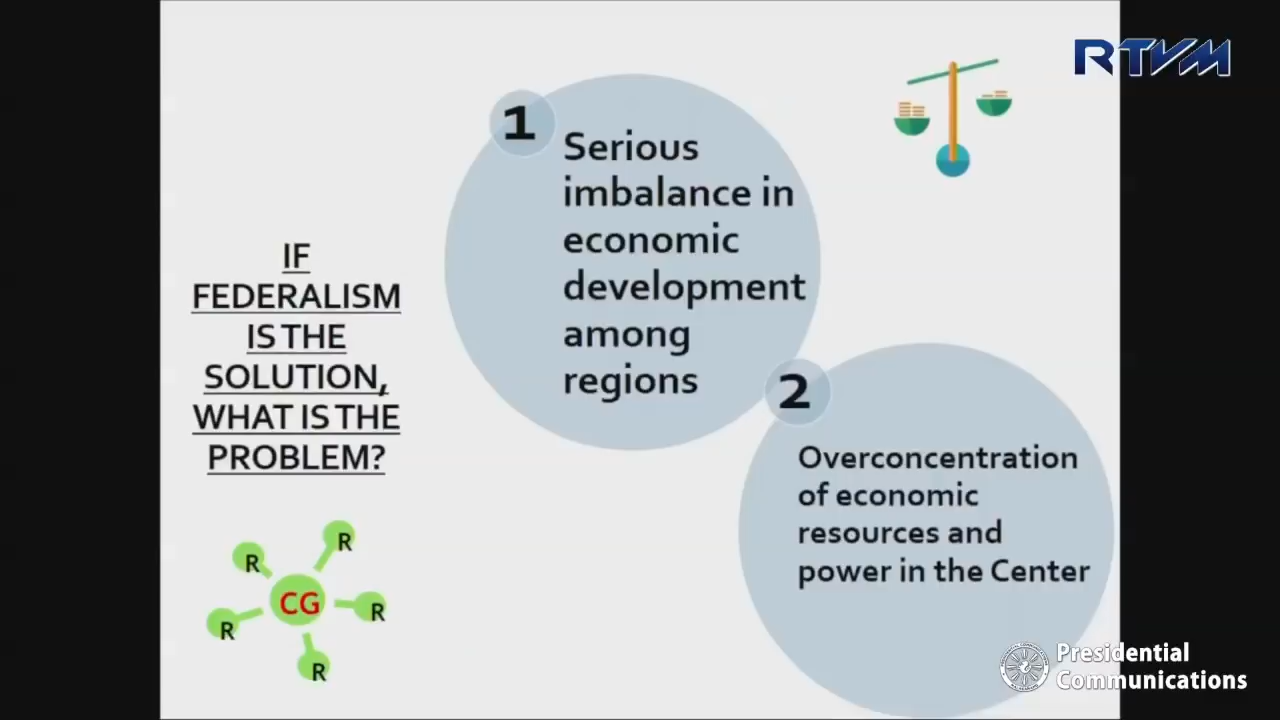 RTVM
1
Serious
imbalance in
economic
development
among
regions
IF
FEDERALISM
IS THE
SOLUTION,
WHAT IS THE
PROBLEM?
2
Overconcentration
of economic
resources and
power in the Center
R
R
CG
R
R
R
Presidential
Communications